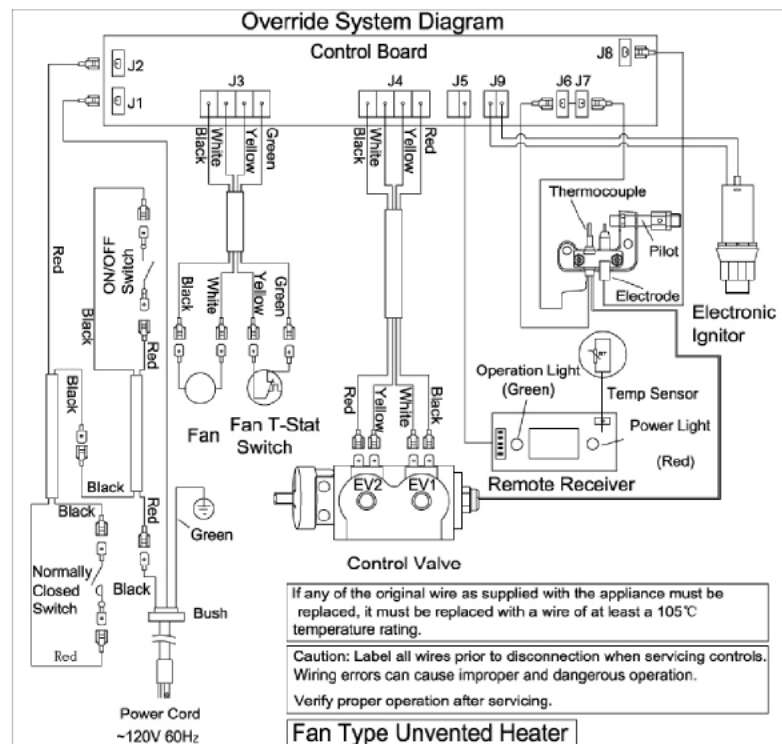 Override System Diagram
Control Board
J2
J1
J3
J4
J5
J9
J6 J7
J8
Black
White
Yellow
Green
Black
White
Yellow
Red
Thermocouple
Pilot
Electrode
Electronic
Ignitor
Red
ON/OFF
Switch
Black
Red
Black
White
Yellow
Green
Fan
Fan T-Stat
Switch
Red
Yellow
White
Black
EV2
EV1
Control Valve
Operation Light
(Green)
Temp Sensor
Power Light
(Red)
Remote Receiver
Black
Black
Black
Red
Normally
Closed
Switch
Red
Black
Green
Bush
Power Cord
~120V 60Hz
If any of the original wire as supplied with the appliance must be
replaced, it must be replaced with a wire of at least a 105℃
temperature rating.
Caution: Label all wires prior to disconnection when servicing controls.
Wiring errors can cause improper and dangerous operation.
Verify proper operation after servicing.
Fan Type Unvented Heater